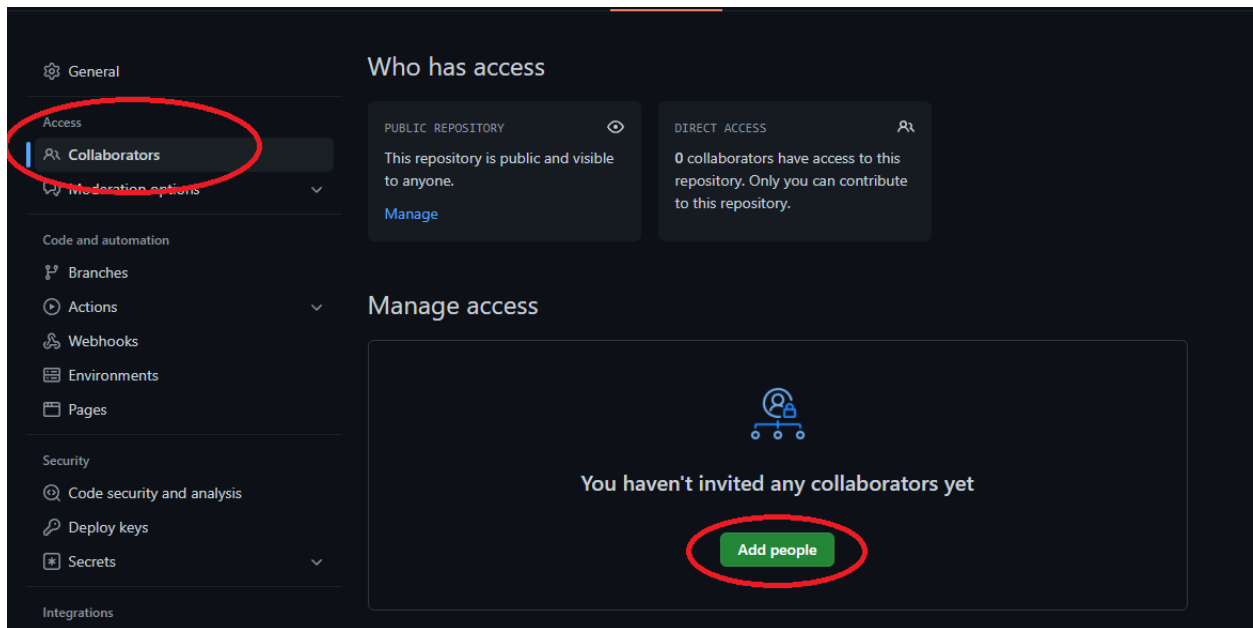 General
Access
Collaborators
Moderation options
Code and automation
Branches
Actions
Webhooks
Environments
Pages
Security
Code security and analysis
Deploy keys
Secrets
Integrations
Who has access
PUBLIC REPOSITORY
This repository is public and visible
to anyone.
Manage
DIRECT ACCESS
0 collaborators have access to this
repository. Only you can contribute
to this repository.
Manage access
You haven't invited any collaborators yet
Add people